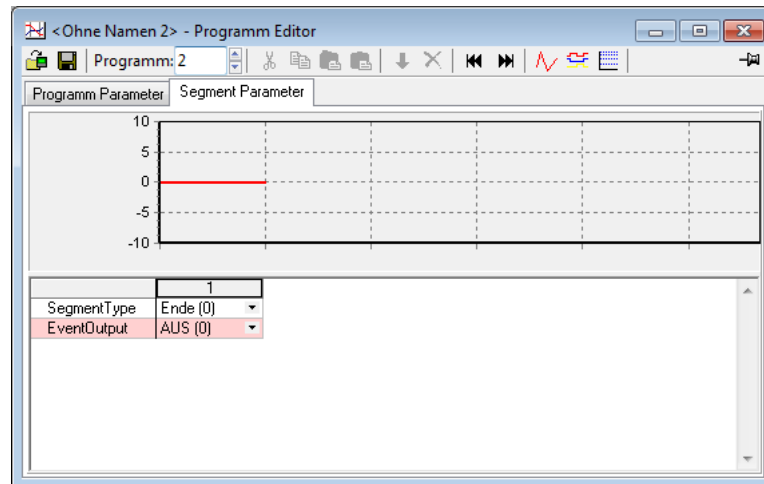 <Ohne Namen 2> - Programm Editor
Programm: 2
Programm Parameter Segment Parameter
10
5
0
-5
-10
1
SegmentType Ende (0)
EventOutput AUS (0)